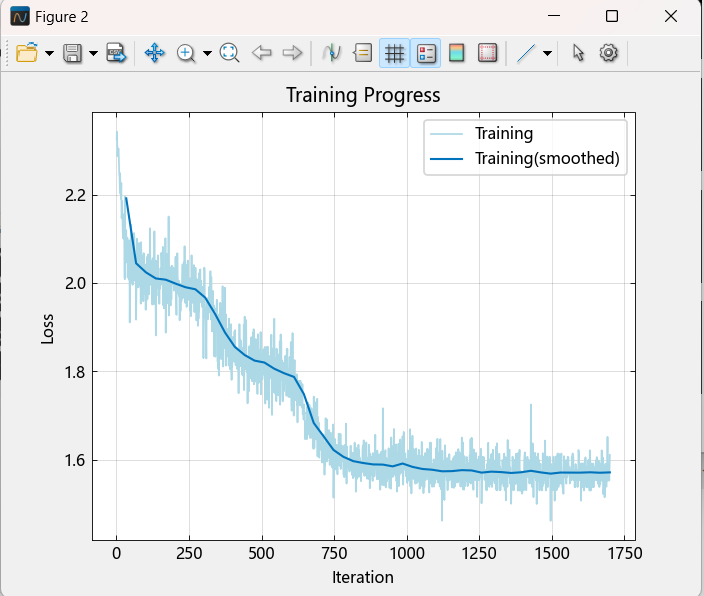 Figure 2
Training Progress
Training
Training(smoothed)
Loss
2.2
2.0
1.8
1.6
0 250 500 750 1000 1250 1500 1750
Iteration